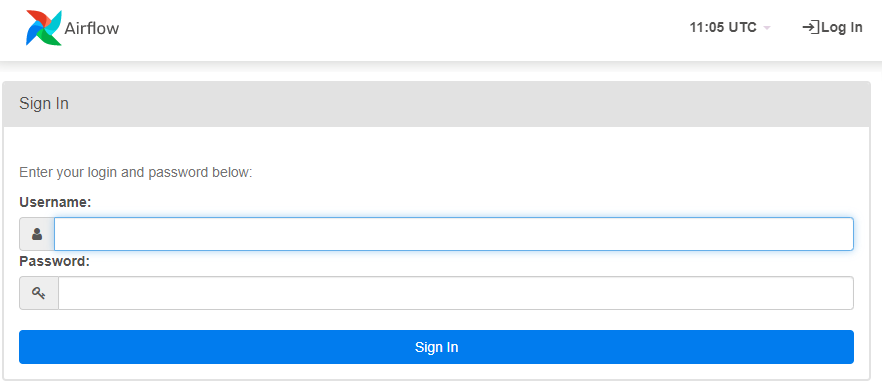 Airflow
11:05 UTC
Log In
Sign In
Enter your login and password below:
Username:
Password:
Sign In